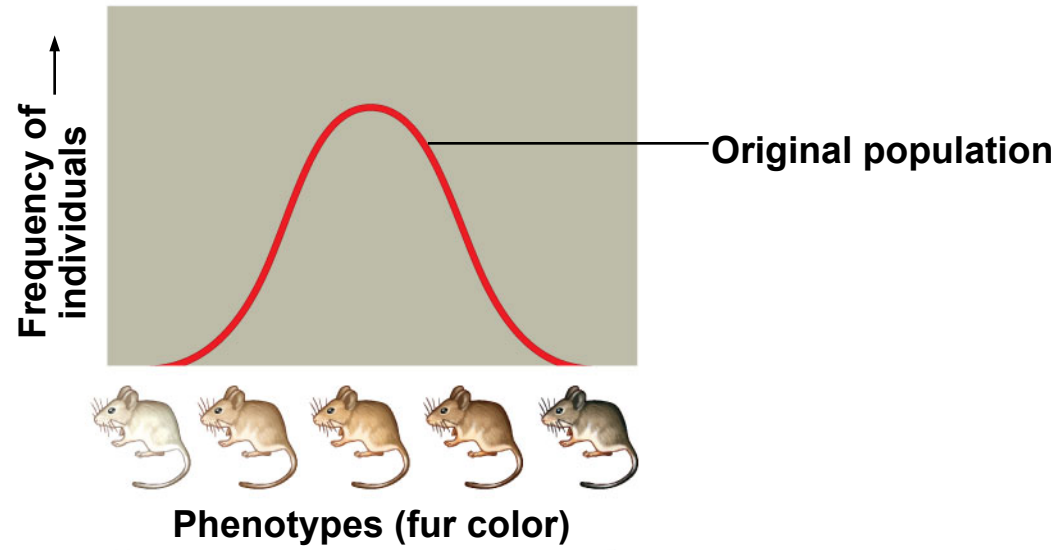 Frequency of
individuals
Original population
Phenotypes (fur color)